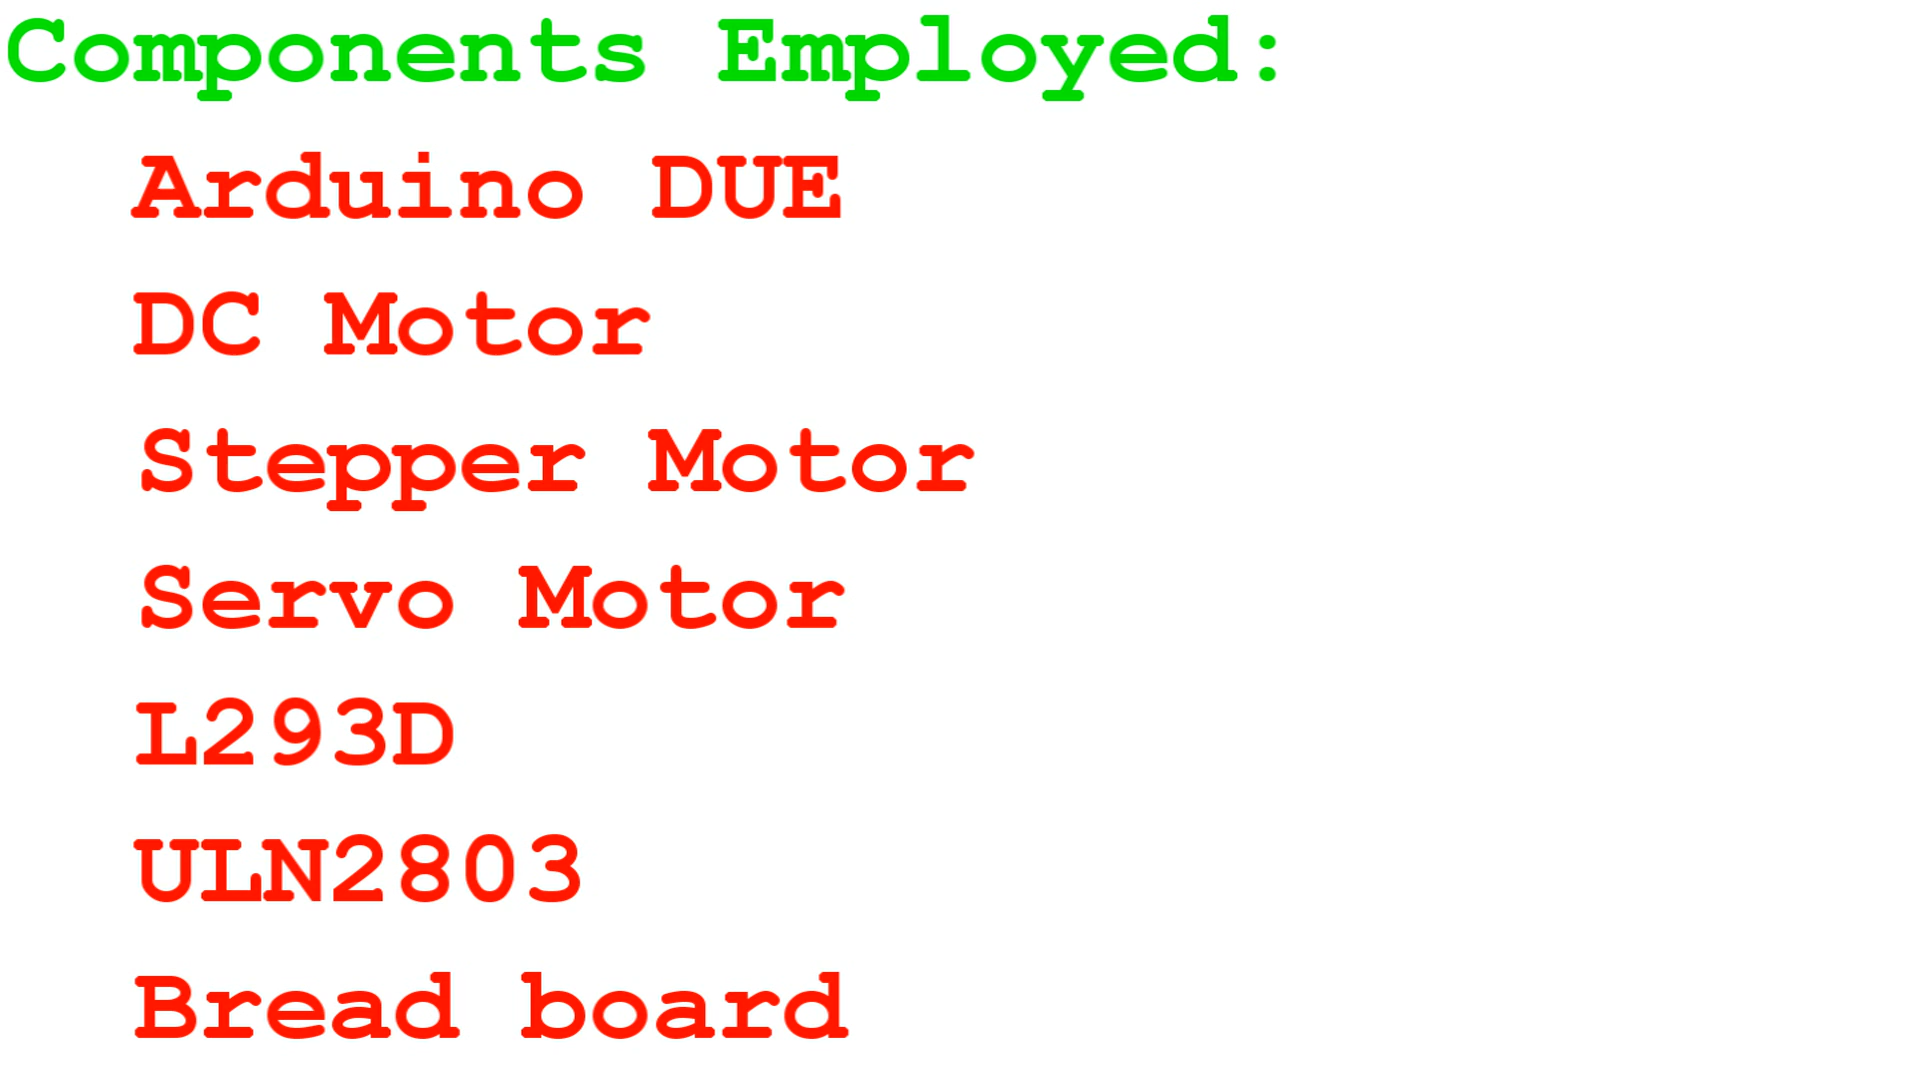 Components Employed:
Arduino DUE
DC Motor
Stepper Motor
Servo Motor
L293D
ULN2803
Bread board